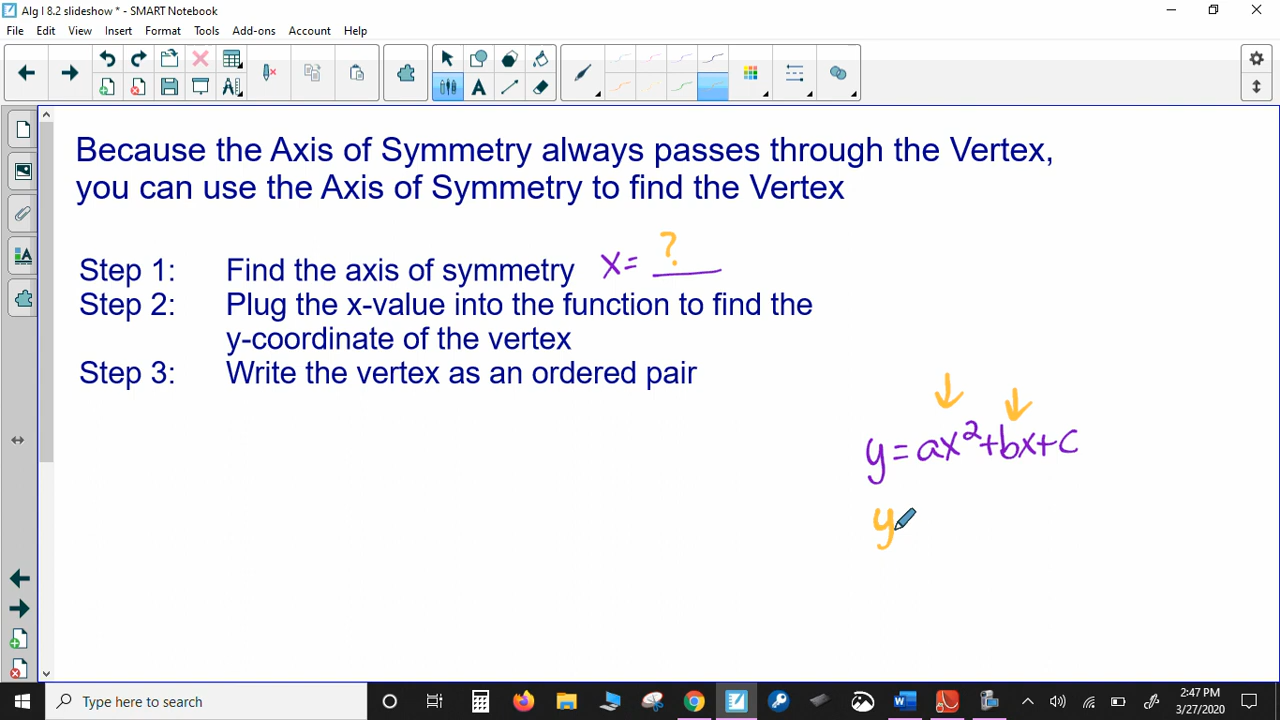 Alg I 8.2 slideshow * - SMART Notebook
File Edit View Insert Format Tools Add-ons Account Help
Because the Axis of Symmetry always passes through the Vertex,
you can use the Axis of Symmetry to find the Vertex
Step 1: Find the axis of symmetry x= ?
Step 2: Plug the x-value into the function to find the
y-coordinate of the vertex
Step 3: Write the vertex as an ordered pair
y=ax²+bx+c
y
Type here to search
2:47 PM
3/27/2020